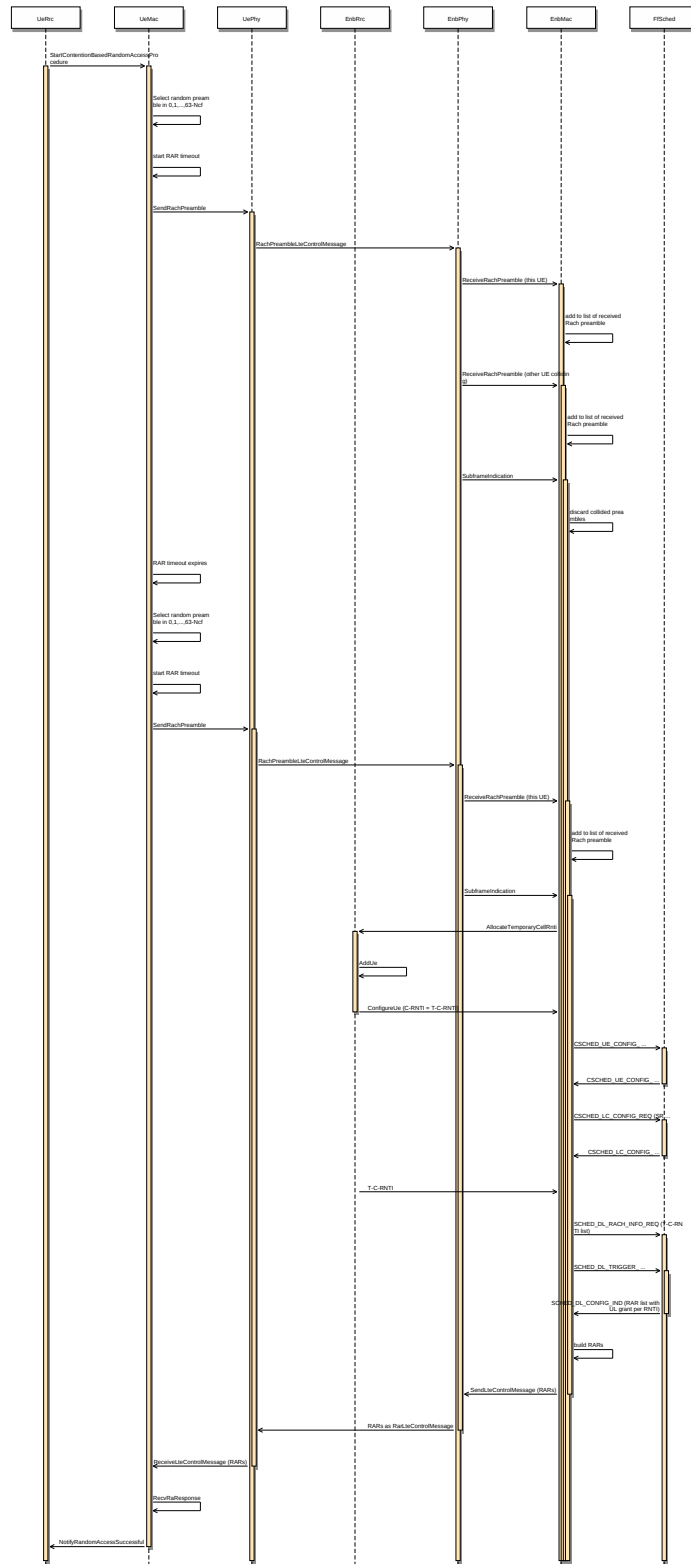 UeRrc UeMac UePhy EnbRrc EnbPhy EnbMac FfSched
StartContentionBasedRandomAccessPro
cedure
Select random pream
ble in 0,1,...,63-Ncf
start RAR timeout
SendRachPreamble
RachPreambleLteControlMessage
ReceiveRachPreamble (this UE)
add to list of received
Rach preamble
ReceiveRachPreamble (other UE collidin
g)
add to list of received
Rach preamble
SubframeIndication
discard collided prea
mbles
RAR timeout expires
Select random pream
ble in 0,1,...,63-Ncf
start RAR timeout
SendRachPreamble
RachPreambleLteControlMessage
ReceiveRachPreamble (this UE)
add to list of received
Rach preamble
SubframeIndication
AllocateTemporaryCellRnti
AddUe
ConfigureUe (C-RNTI = T-C-RNTI)
CSCHED_UE_CONFIG_ ...
CSCHED_UE_CONFIG_ ...
CSCHED_LC_CONFIG_REQ (SR ...
CSCHED_LC_CONFIG_ ...
T-C-RNTI
SCHED_DL_RACH_INFO_REQ (T-C-RN
TI list)
SCHED_DL_TRIGGER_ ...
SCHED_DL_CONFIG_IND (RAR list with
UL grant per RNTI)
build RARs
SendLteControlMessage (RARs)
RARs as RarLteControlMessage
ReceiveLteControlMessage (RARs)
RecvRaResponse
NotifyRandomAccessSuccessful